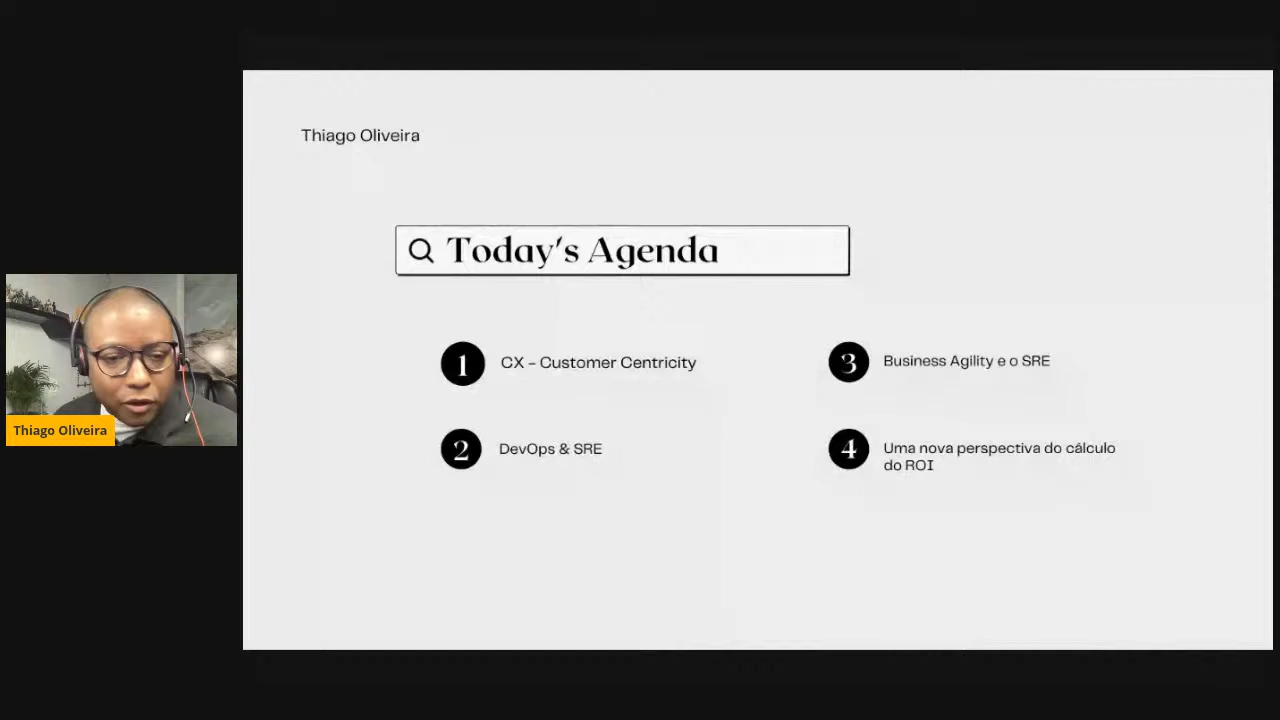 Thiago Oliveira
Today's Agenda
1 CX - Customer Centricity
2 DevOps & SRE
3 Business Agility e o SRE
4 Uma nova perspectiva do cálculo
do ROI
Thiago Oliveira